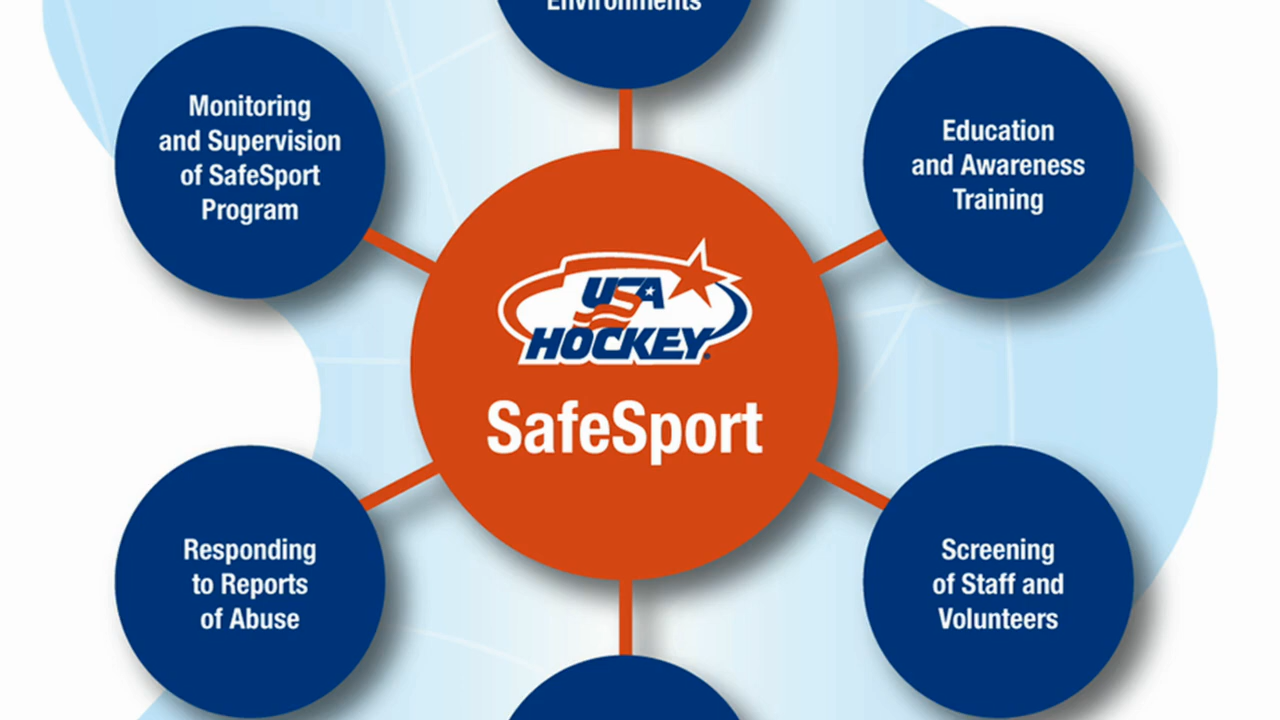 Environments
Monitoring
and Supervision
of SafeSport
Program
Education
and Awareness
Training
USA
HOCKEY
SafeSport
Responding
to Reports
of Abuse
Screening
of Staff and
Volunteers